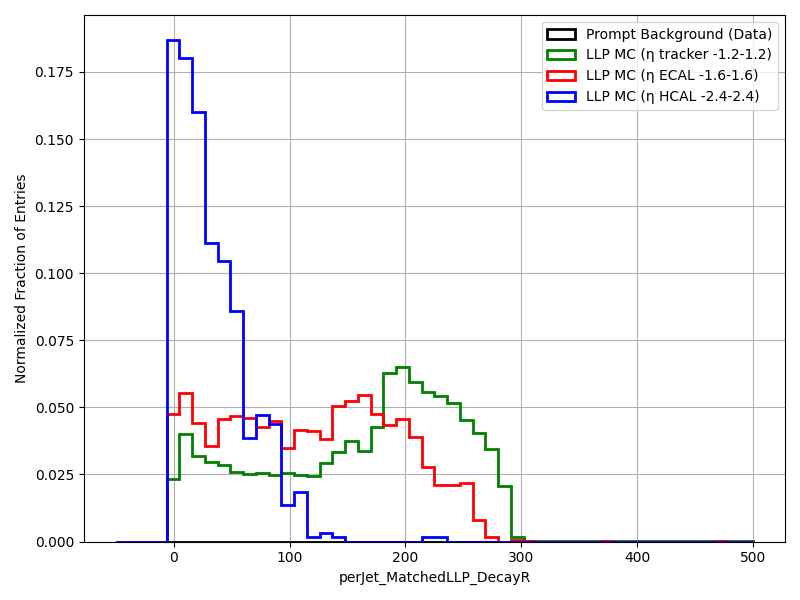 Prompt Background (Data)
LLP MC (η tracker -1.2-1.2)
LLP MC (η ECAL -1.6-1.6)
LLP MC (η HCAL -2.4-2.4)
Normalized Fraction of Entries
0.175
0.150
0.125
0.100
0.075
0.050
0.025
0.000
0 100 200 300 400 500
perJet_MatchedLLP_DecayR